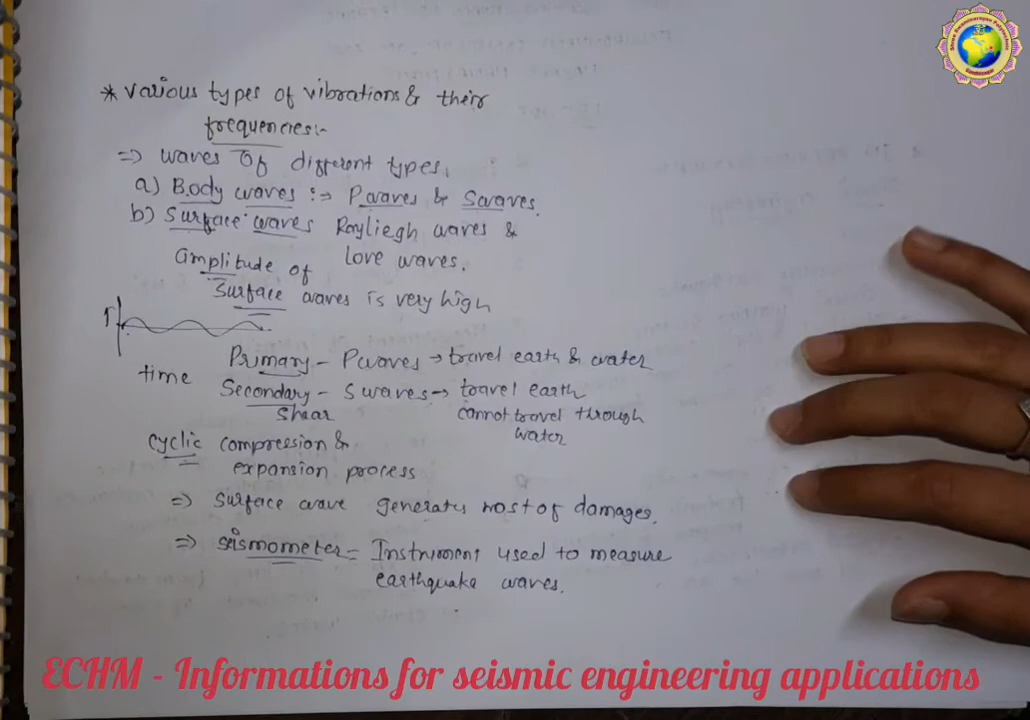 * various types of vibrations & their
frequencies:-
=> waves of different types.
a) Body waves :=> P waves & S waves.
b) Surface waves Rayliegh waves &
love waves.
amplitude of
Surface waves is very high
time
Primary - P waves → travel earth & water
Secondary - S waves → travel earth
Shear cannot travel through
water
cyclic compression &
expansion process
=> surface wave generates most of damages.
=> seismometer = Instrument used to measure
earthquake waves.
ECHM - Informations for seismic engineering applications